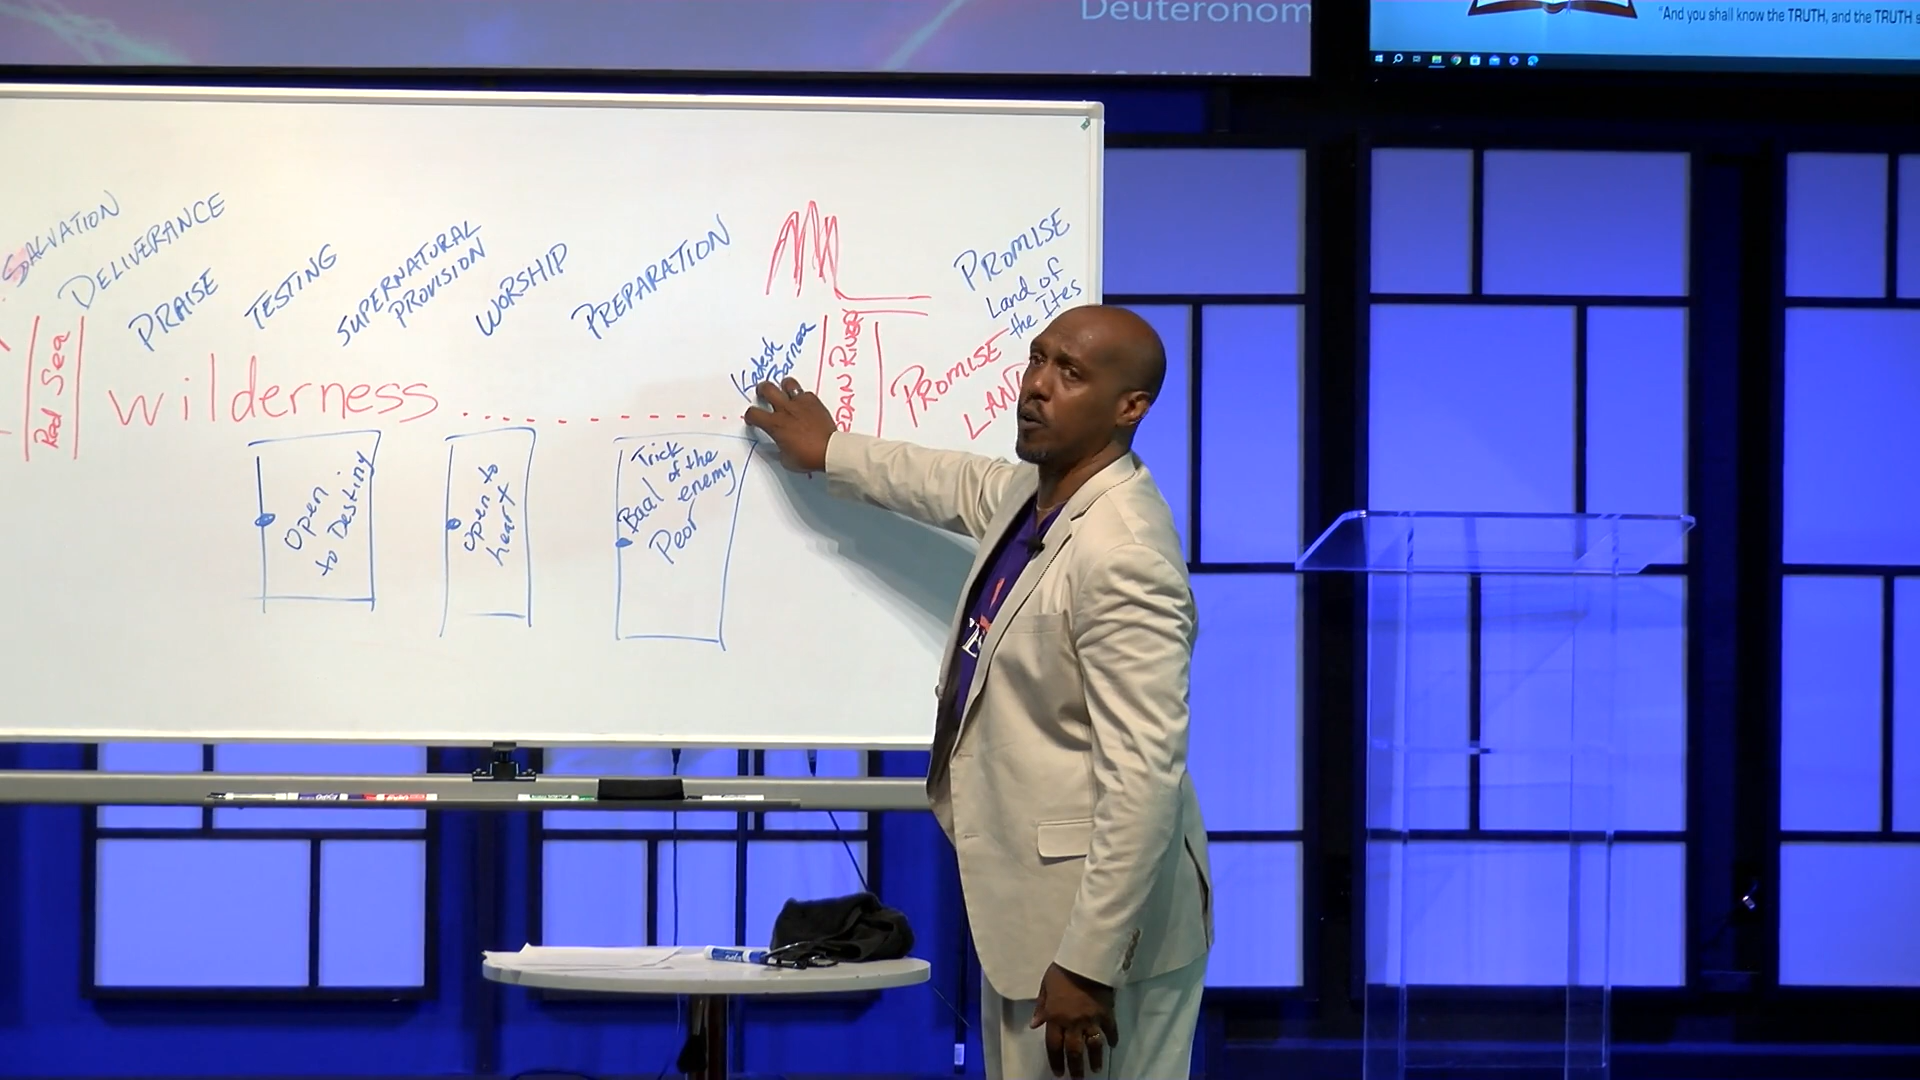 Deuteronom
"And you shall know the TRUTH, and the TRUTH s
SALVATION
DELIVERANCE
PRAISE
TESTING
SUPERNATURAL
PROVISION
WORSHIP
PREPARATION
PROMISE
Land of
the Ites
Red Sea
wilderness..............
Kadesh
Barnea
RDAN RIVER
PROMISE
LAND
Open
to Destiny
Open to
heart
Trick
of the
enemy
Baal
Peor